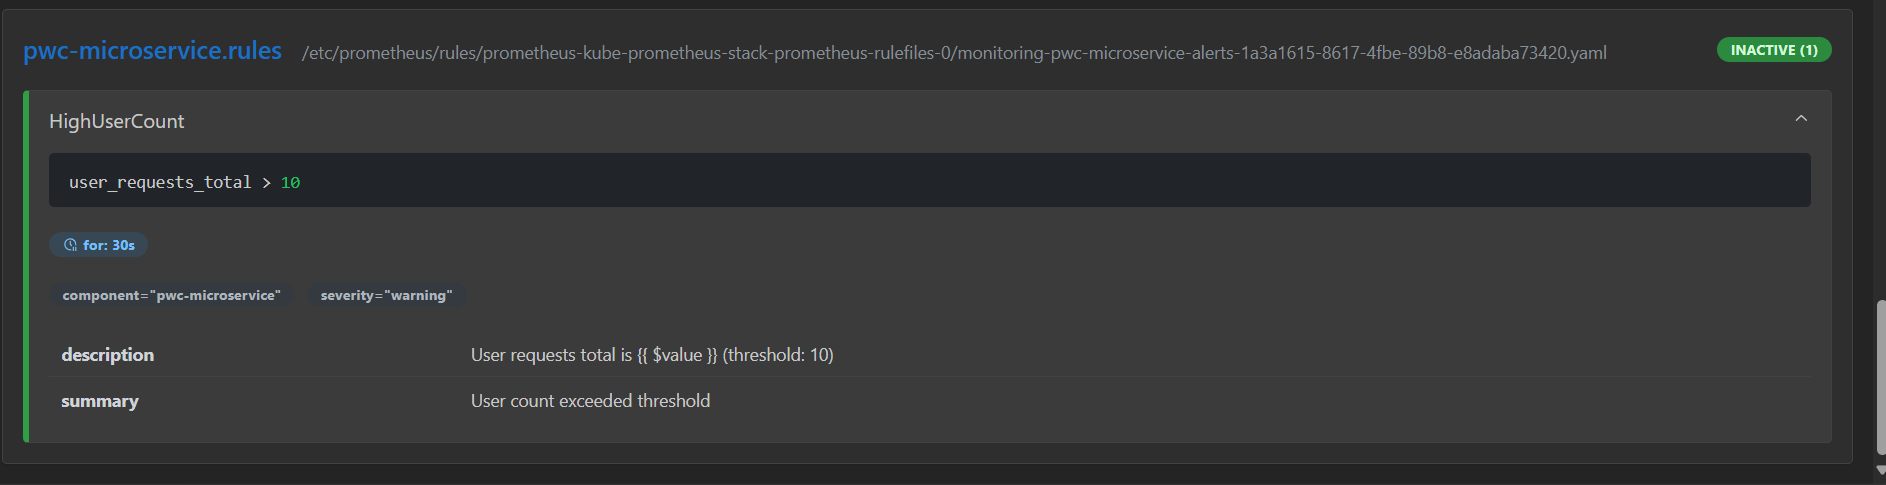 pwc-microservice.rules /etc/prometheus/rules/prometheus-kube-prometheus-stack-prometheus-rulefiles-0/monitoring-pwc-microservice-alerts-1a3a1615-8617-4fbe-89b8-e8adaba73420.yaml INACTIVE (1)
HighUserCount
user_requests_total > 10
for: 30s
component="pwc-microservice" severity="warning"
description User requests total is {{ $value }} (threshold: 10)
summary User count exceeded threshold